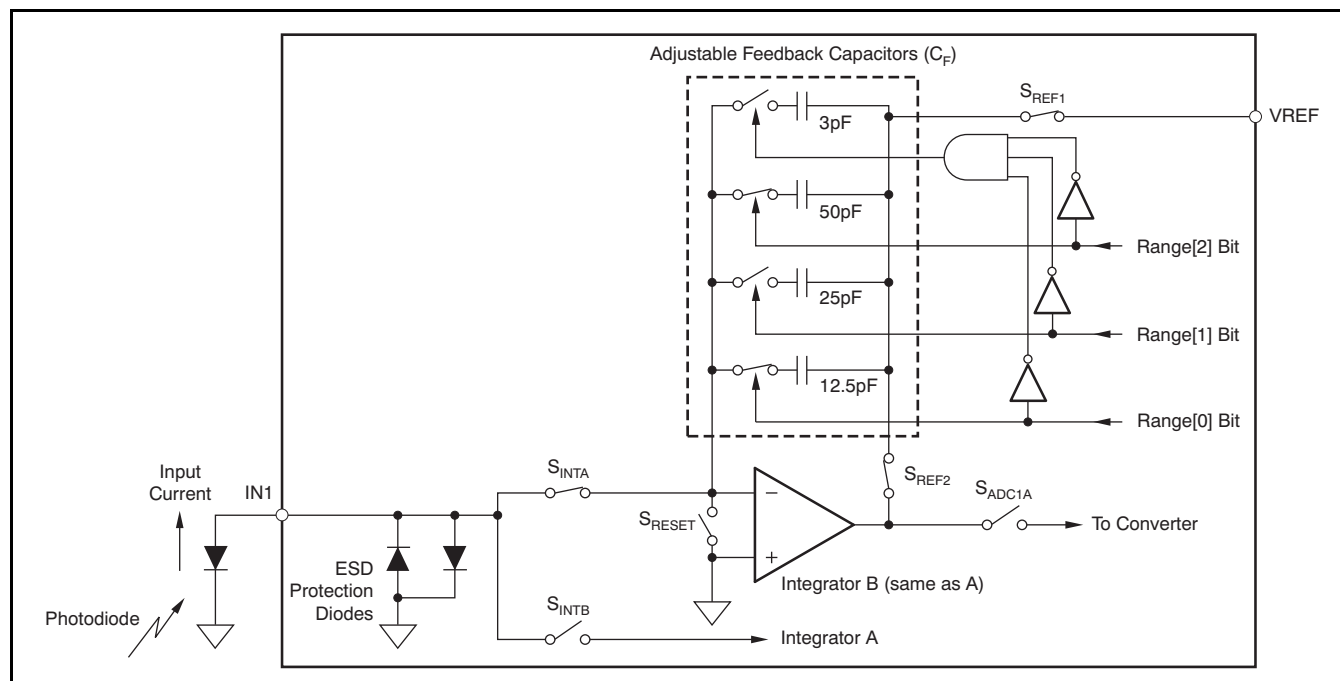 Adjustable Feedback Capacitors (CF)
SREF1
VREF
3pF
50pF
Range[2] Bit
25pF
Range[1] Bit
12.5pF
Range[0] Bit
Input
Current
IN1
SINTA
SREF2
SADC1A
SRESET
To Converter
−
+
ESD
Protection
Diodes
Integrator B (same as A)
Photodiode
SINTB
Integrator A